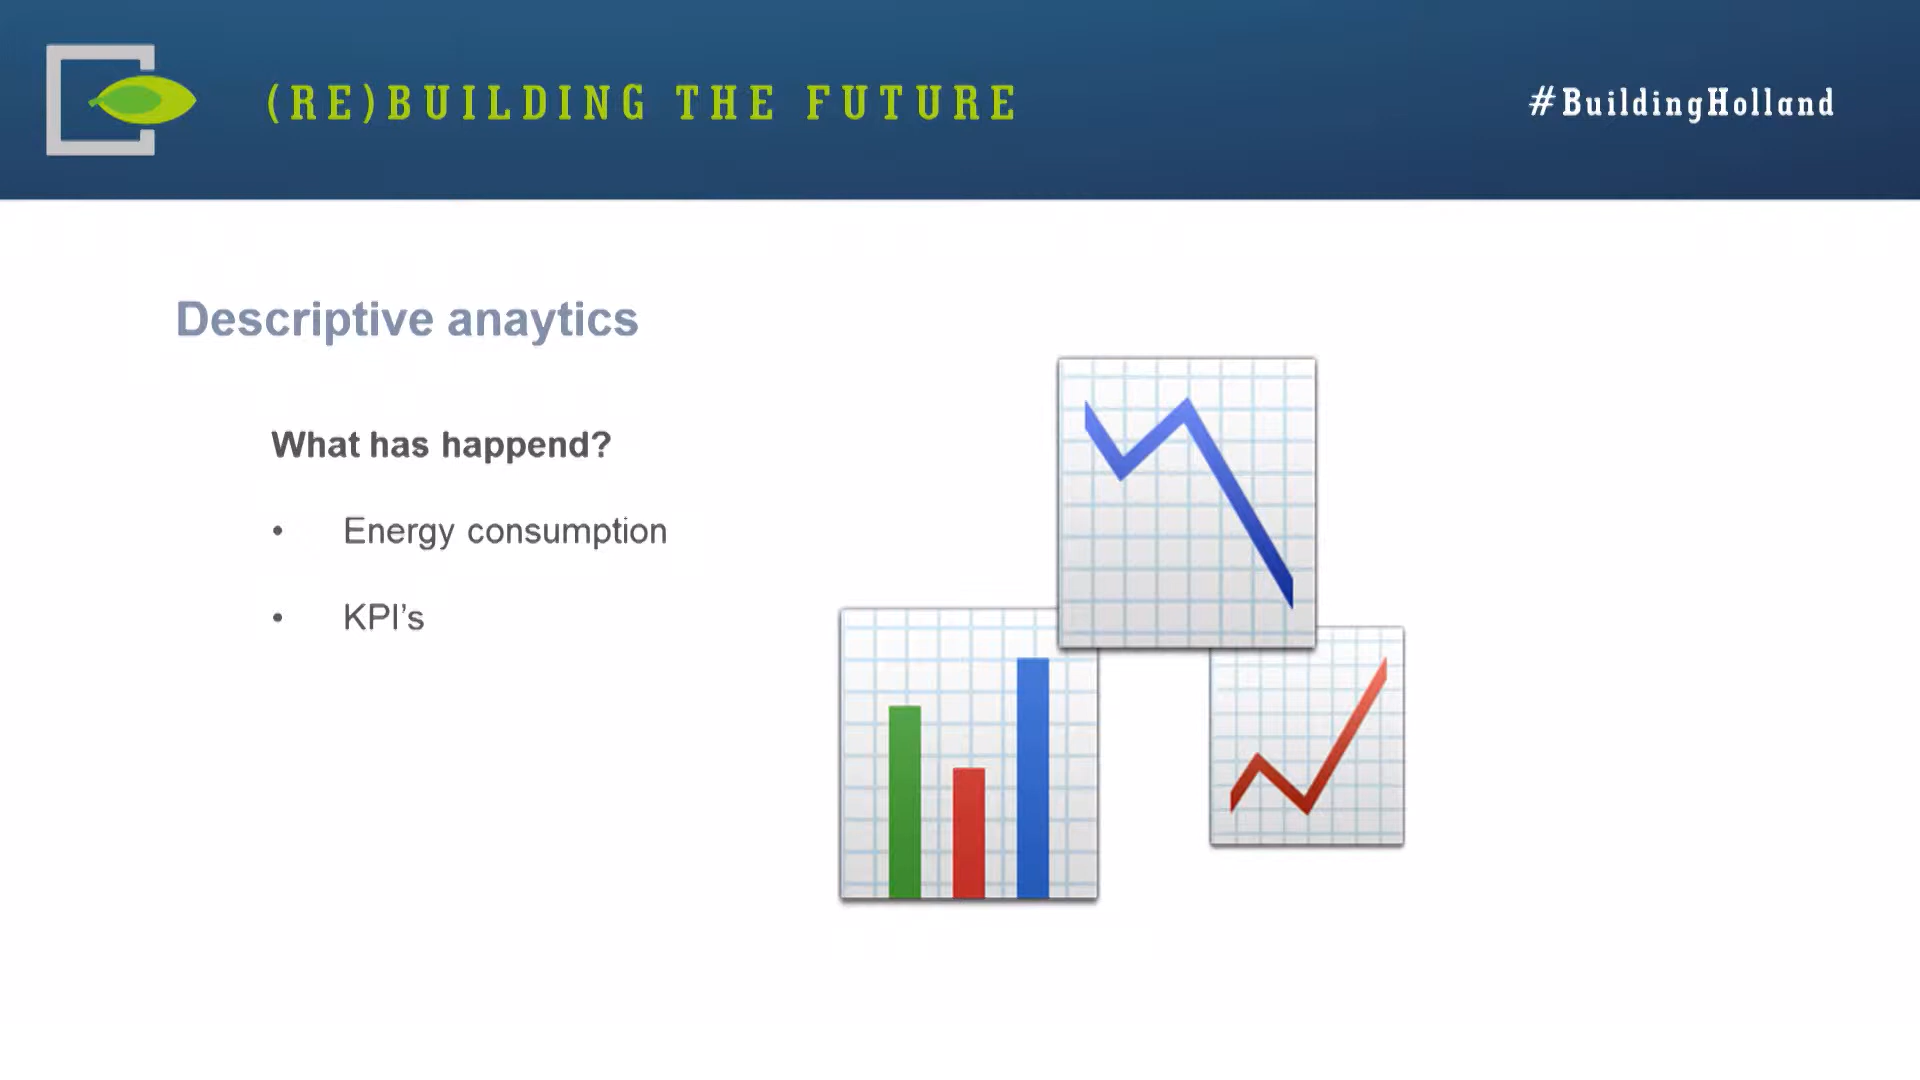 (RE)BUILDING THE FUTURE
#BuildingHolland
Descriptive anaytics
What has happend?
• Energy consumption
• KPI’s